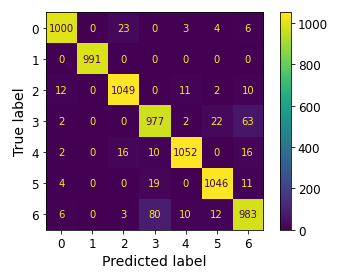 0 1000 0 23 0 3 4 6
1 0 991 0 0 0 0 0
2 12 0 1049 0 11 2 10
3 2 0 0 977 2 22 63
4 2 0 16 10 1052 0 16
5 4 0 0 19 0 1046 11
6 6 0 3 80 10 12 983
0 1 2 3 4 5 6
True label
Predicted label
1000
800
600
400
200
0